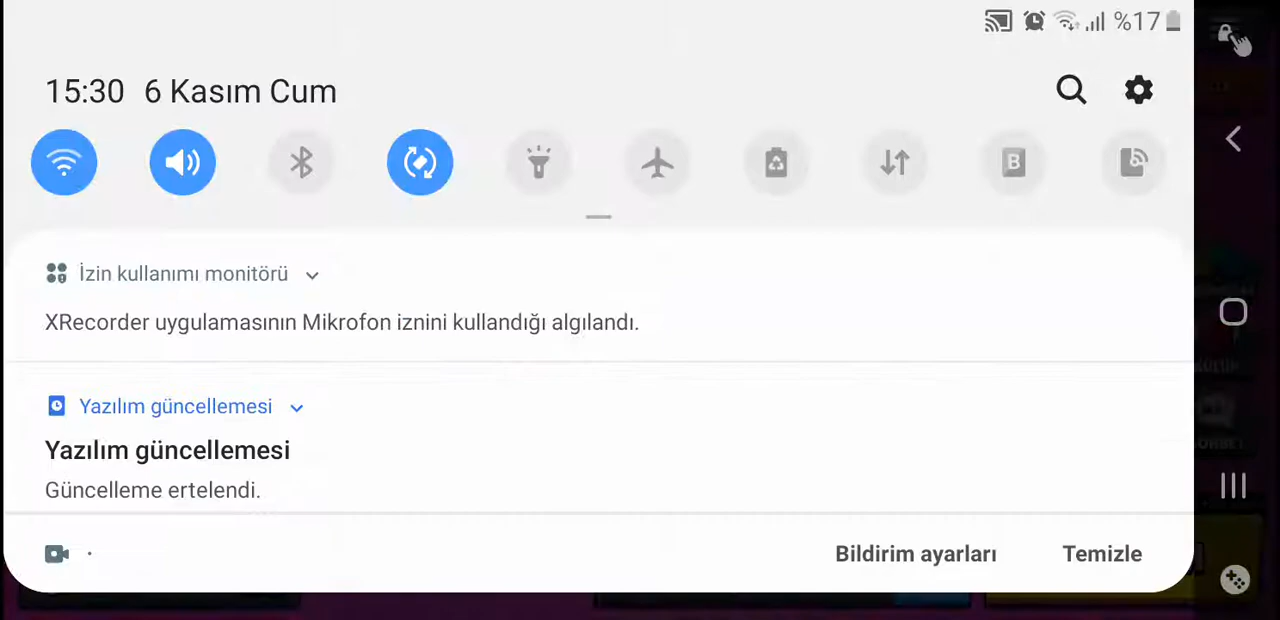 %17
15:30 6 Kasım Cum
İzin kullanımı monitörü
XRecorder uygulamasının Mikrofon iznini kullandığı algılandı.
Yazılım güncellemesi
Yazılım güncellemesi
Güncelleme ertelendi.
Bildirim ayarları Temizle